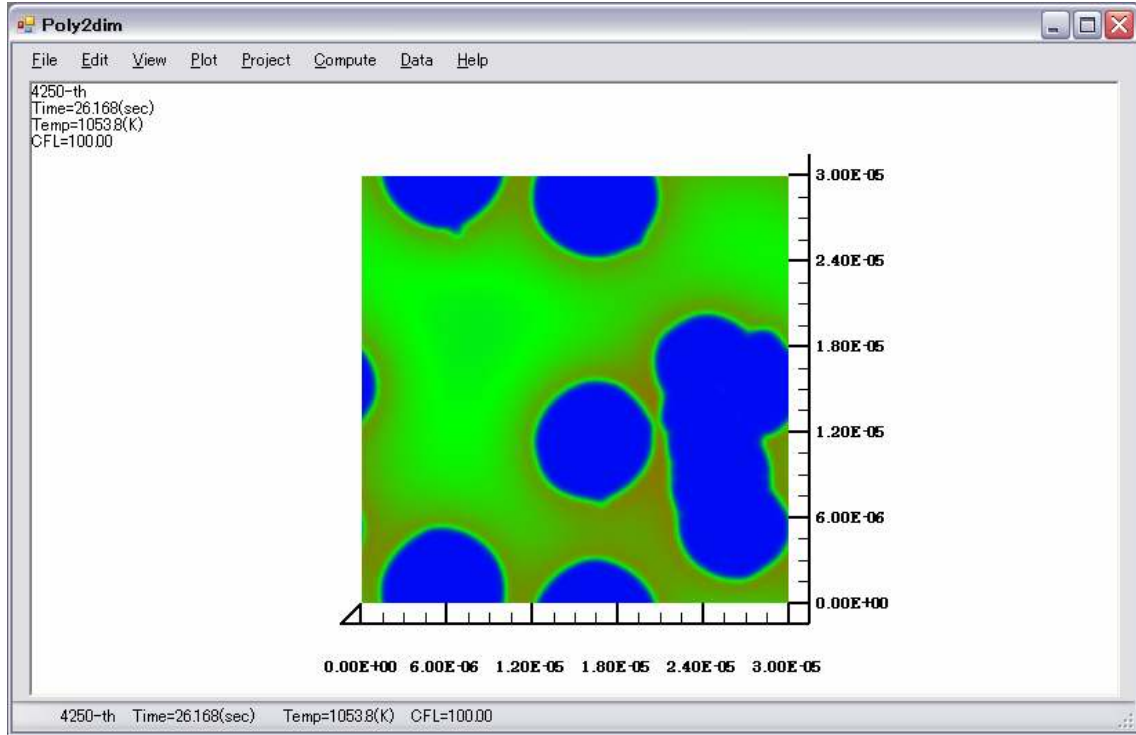 Poly2dim
File Edit View Plot Project Compute Data Help
4250-th
Time=26.168(sec)
Temp=1053.8(K)
CFL=100.00
3.00E-05
2.40E-05
1.80E-05
1.20E-05
6.00E-06
0.00E+00
0.00E+00 6.00E-06 1.20E-05 1.80E-05 2.40E-05 3.00E-05
4250-th Time=26.168(sec) Temp=1053.8(K) CFL=100.00